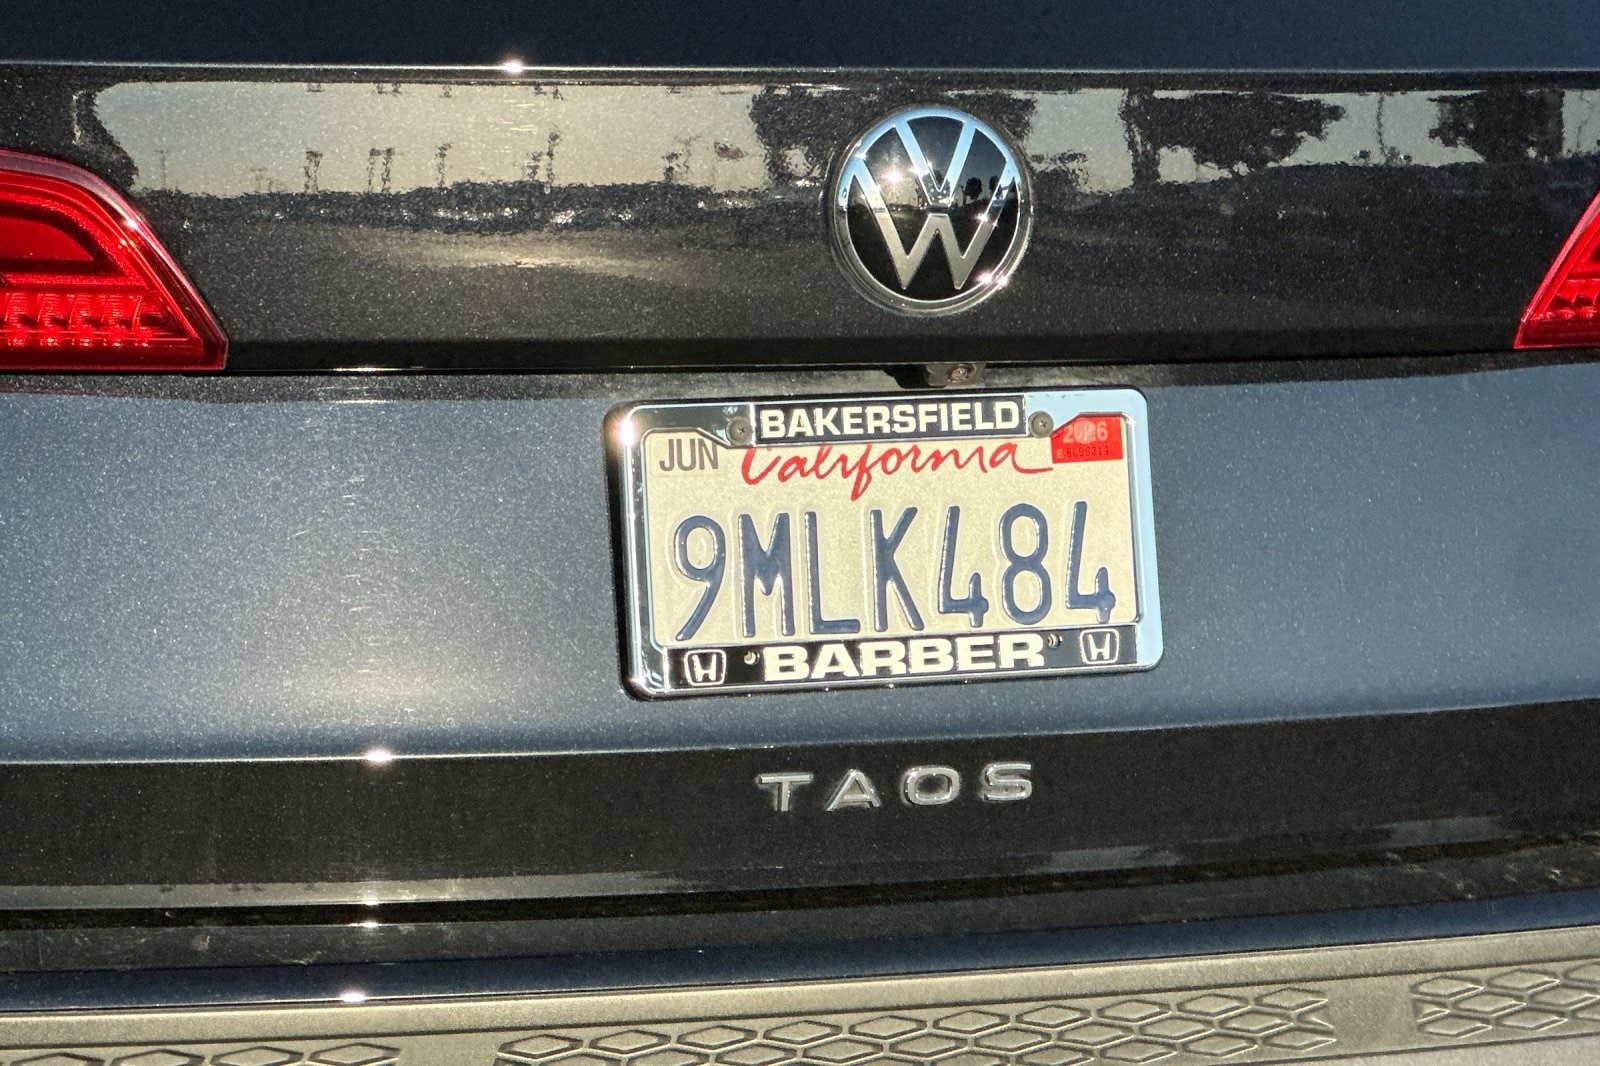 BAKERSFIELD
JUN California 2026
9MLK484
BARBER
TAOS